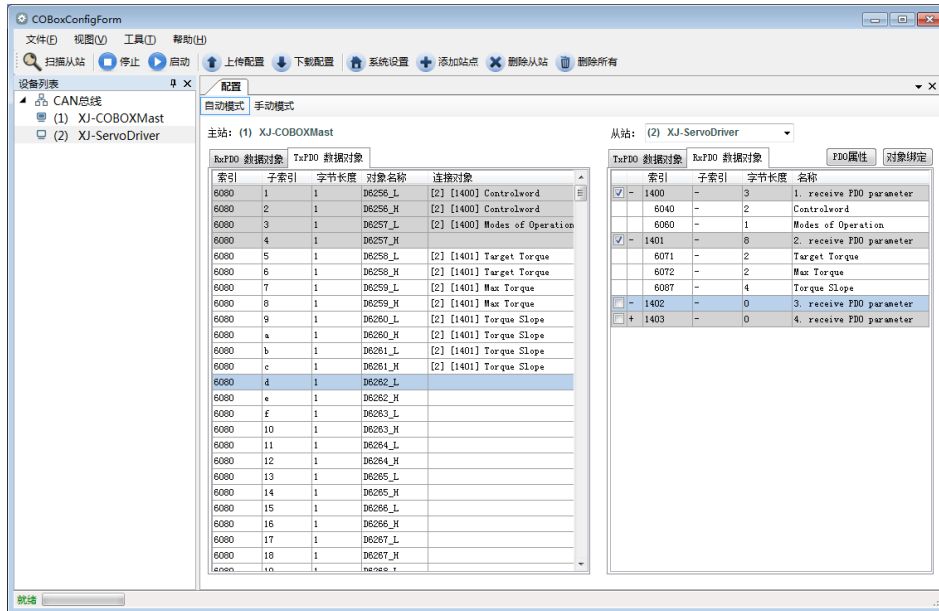 COBoxConfigForm
文件(F) 视图(V) 工具(T) 帮助(H)
扫描从站 停止 启动 上传配置 下载配置 系统设置 添加站点 删除从站 删除所有
设备列表
CAN总线
(1) XJ-COBOXMast
(2) XJ-ServoDriver
配置
自动模式 手动模式
主站: (1) XJ-COBOXMast
RxPDO 数据对象 TxPDO 数据对象
索引 子索引 字节长度 对象名称 连接对象
6080 1 1 D6256_L [2] [1400] Controlword
6080 2 1 D6256_H [2] [1400] Controlword
6080 3 1 D6257_L [2] [1400] Modes of Operation
6080 4 1 D6257_H
6080 5 1 D6258_L [2] [1401] Target Torque
6080 6 1 D6258_H [2] [1401] Target Torque
6080 7 1 D6259_L [2] [1401] Max Torque
6080 8 1 D6259_H [2] [1401] Max Torque
6080 9 1 D6260_L [2] [1401] Torque Slope
6080 a 1 D6260_H [2] [1401] Torque Slope
6080 b 1 D6261_L [2] [1401] Torque Slope
6080 c 1 D6261_H [2] [1401] Torque Slope
6080 d 1 D6262_L
6080 e 1 D6262_H
6080 f 1 D6263_L
6080 10 1 D6263_H
6080 11 1 D6264_L
6080 12 1 D6264_H
6080 13 1 D6265_L
6080 14 1 D6265_H
6080 15 1 D6266_L
6080 16 1 D6266_H
6080 17 1 D6267_L
6080 18 1 D6267_H
从站: (2) XJ-ServoDriver
TxPDO 数据对象 RxPDO 数据对象 PDO属性 对象绑定
索引 子索引 字节长度 名称
- 1400 - 3 1. receive PDO parameter
6040 - 2 Controlword
6060 - 1 Modes of Operation
- 1401 - 8 2. receive PDO parameter
6071 - 2 Target Torque
6072 - 2 Max Torque
6087 - 4 Torque Slope
- 1402 - 0 3. receive PDO parameter
+ 1403 - 0 4. receive PDO parameter
就绪